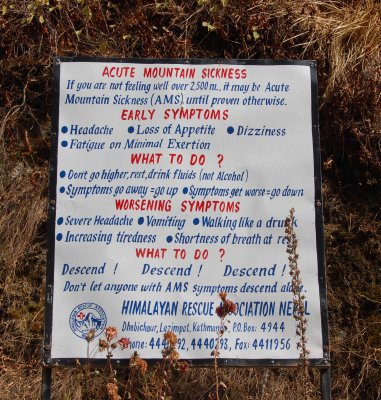 ACUTE MOUNTAIN SICKNESS
If you are not feeling well over 2,500m., it may be Acute
Mountain Sickness (AMS) until proven otherwise.
EARLY SYMPTOMS
• Headache • Loss of Appetite • Dizziness
• Fatigue on Minimal Exertion
WHAT TO DO ?
• Dont go higher, rest, drink fluids (not Alcohol)
• Symptoms go away = go up • Symptoms get worse = go down
WORSENING SYMPTOMS
• Severe Headache • Vomiting • Walking like a drunk
• Increasing tiredness • Shortness of breath at rest
WHAT TO DO ?
Descend ! Descend ! Descend !
Don't let anyone with AMS symptoms descend alone.
HIMALAYAN RESCUE ASSOCIATION NEPAL
Dhobichaur, Lazimpat, Kathmandu, P.O. Box: 4944
Phone: 4440292, 4440293, Fax: 4411956